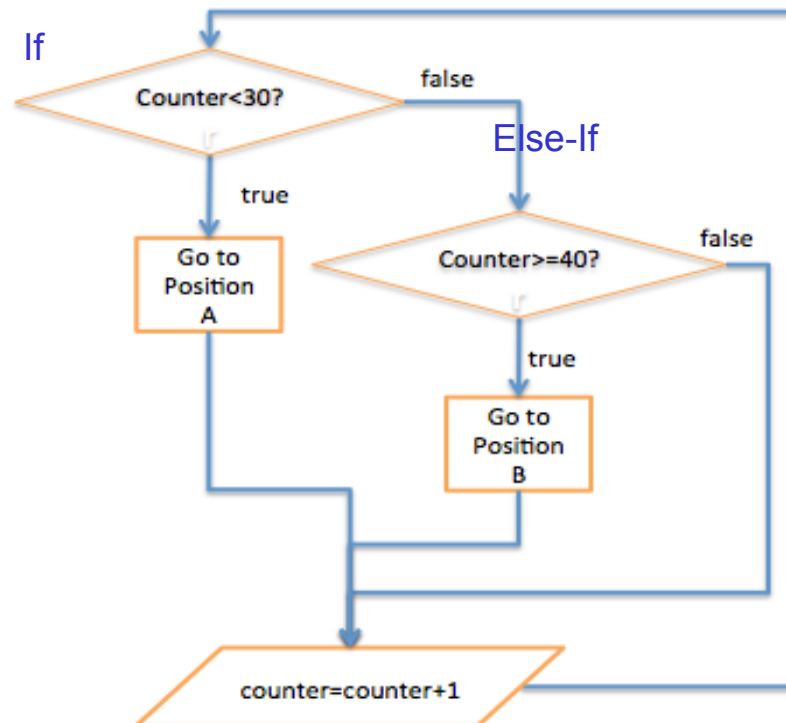 If
Counter<30?
false
r
Else-If
true
Go to
Position
A
Counter>=40?
false
r
true
Go to
Position
B
counter=counter+1